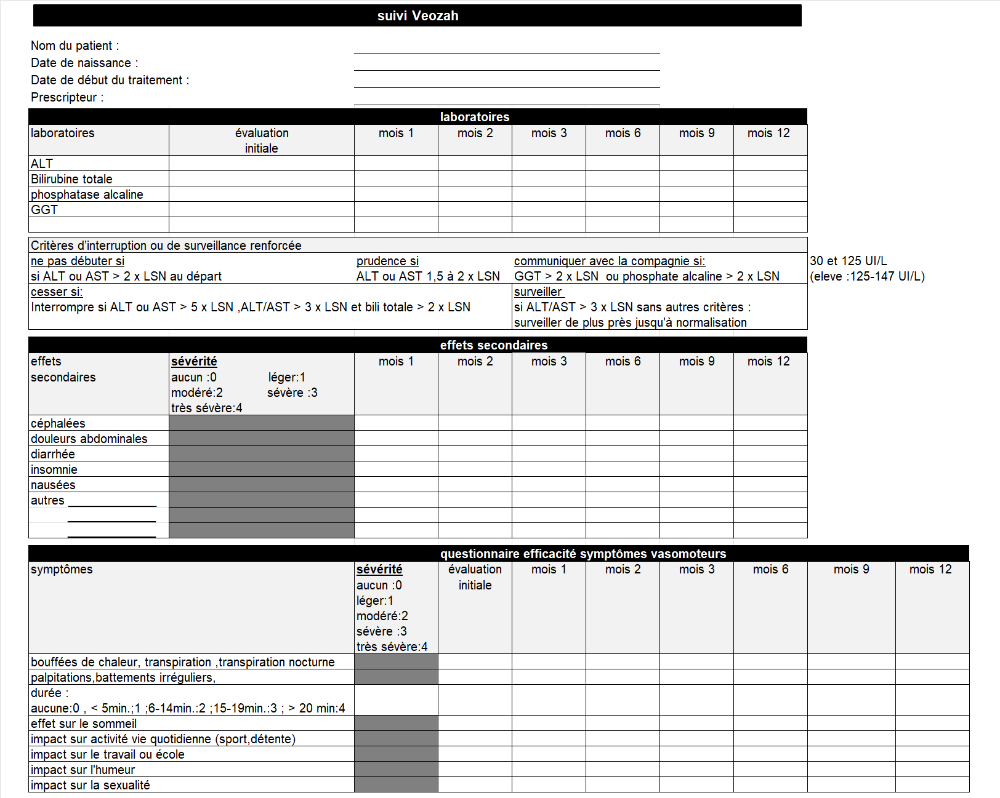 suivi Veozah
Nom du patient :
Date de naissance :
Date de début du traitement :
Prescripteur :
laboratoires
laboratoires évaluation initiale mois 1 mois 2 mois 3 mois 6 mois 9 mois 12
ALT
Bilirubine totale
phosphatase alcaline
GGT
Critères d'interruption ou de surveillance renforcée
ne pas débuter si prudence si communiquer avec la compagnie si: 30 et 125 UI/L
si ALT ou AST > 2 x LSN au départ ALT ou AST 1,5 à 2 x LSN GGT > 2 x LSN ou phosphate alcaline > 2 x LSN (eleve :125-147 UI/L)
cesser si: surveiller
Interrompre si ALT ou AST > 5 x LSN ,ALT/AST > 3 x LSN et bili totale > 2 x LSN si ALT/AST > 3 x LSN sans autres critères :
surveiller de plus près jusqu'à normalisation
effets secondaires
effets sévérité mois 1 mois 2 mois 3 mois 6 mois 9 mois 12
secondaires aucun :0 léger:1
modéré:2 sévère :3
très sévère:4
céphalées
douleurs abdominales
diarrhée
insomnie
nausées
autres
questionnaire efficacité symptômes vasomoteurs
symptômes sévérité évaluation mois 1 mois 2 mois 3 mois 6 mois 9 mois 12
aucun :0 initiale
léger:1
modéré:2
sévère :3
très sévère:4
bouffées de chaleur, transpiration ,transpiration nocturne
palpitations,battements irréguliers,
durée :
aucune:0 , < 5min.;1 ;6-14min.:2 ;15-19min.:3 ; > 20 min:4
effet sur le sommeil
impact sur activité vie quotidienne (sport,détente)
impact sur le travail ou école
impact sur l'humeur
impact sur la sexualité